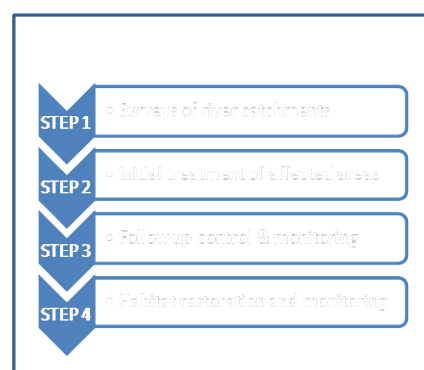 STEP 1
• Surveys of river catchments
STEP 2
• Initial treatment of affected areas
STEP 3
• Follow up control & monitoring
STEP 4
• Habitat restoration and monitoring